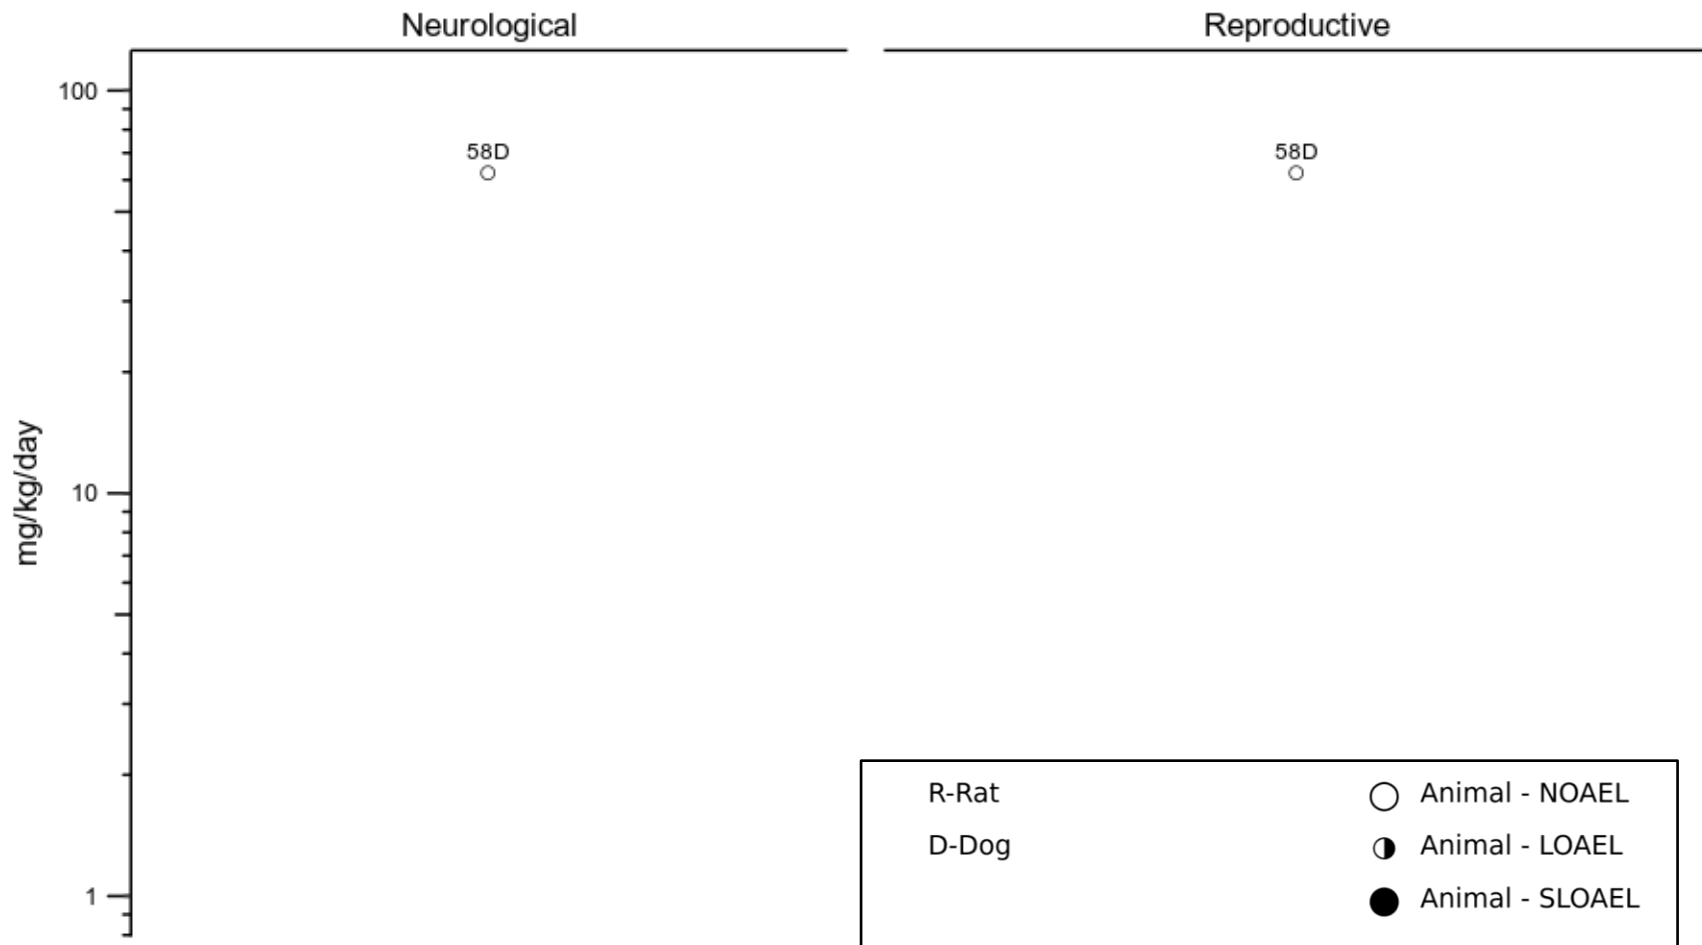 Neurological
Reproductive
100
58D
58D
mg/kg/day
10
R-Rat
Animal - NOAEL
D-Dog
Animal - LOAEL
1
Animal - SLOAEL